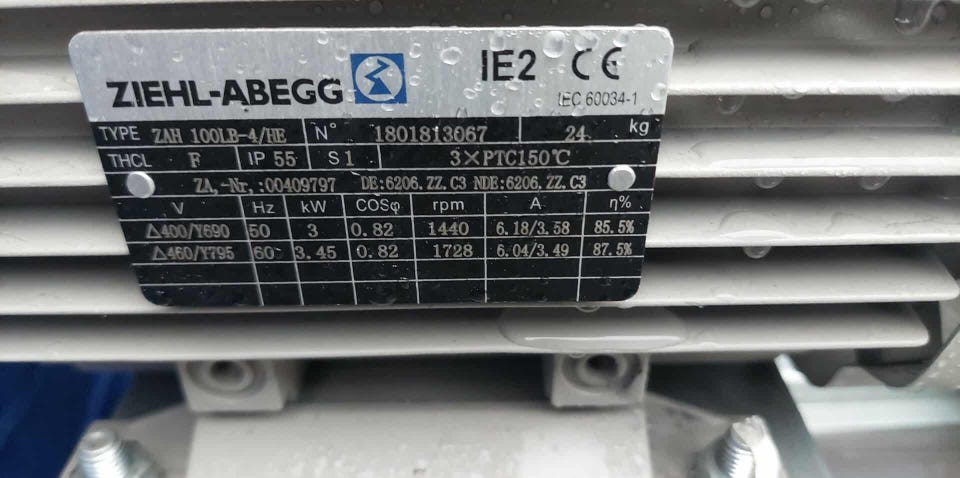 ZIEHL-ABEGG IE2 CE
IEC 60034-1
TYPE ZAH 100LB-4/HE N° 1801813067 24 kg
THCL F IP 55 S1 3×PTC150℃
ZA,-Nr,:00409797 DE:6206.ZZ.C3 NDE:6206.ZZ.C3
V Hz kW COSφ rpm A η%
△400/Y690 50 3 0.82 1440 6.18/3.58 85.5%
△460/Y795 60 3.45 0.82 1728 6.04/3.49 87.5%